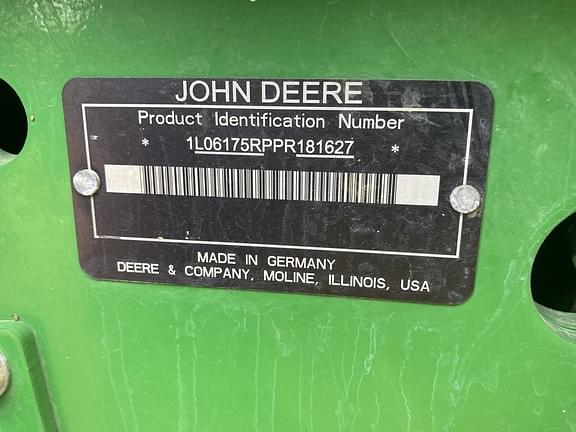 JOHN DEERE
Product Identification Number
* 1L06175RPPR181627 *
MADE IN GERMANY
DEERE & COMPANY, MOLINE, ILLINOIS, USA